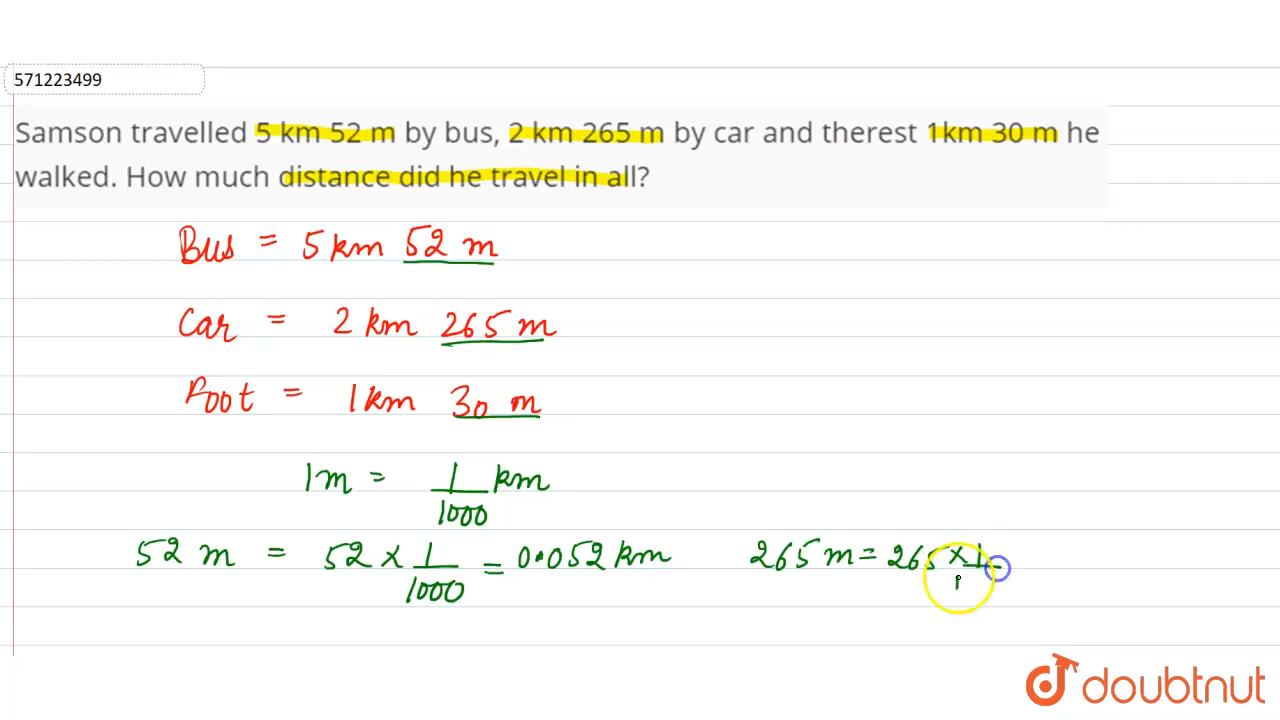 571223499
Samson travelled 5 km 52 m by bus, 2 km 265 m by car and therest 1km 30 m he
walked. How much distance did he travel in all?
Bus = 5 km 52 m
Car = 2 km 265 m
Foot = 1 km 30 m
1m = 1/1000 km
52 m = 52 × 1/1000 = 0.052 km 265 m = 265 × 1/1
doubtnut